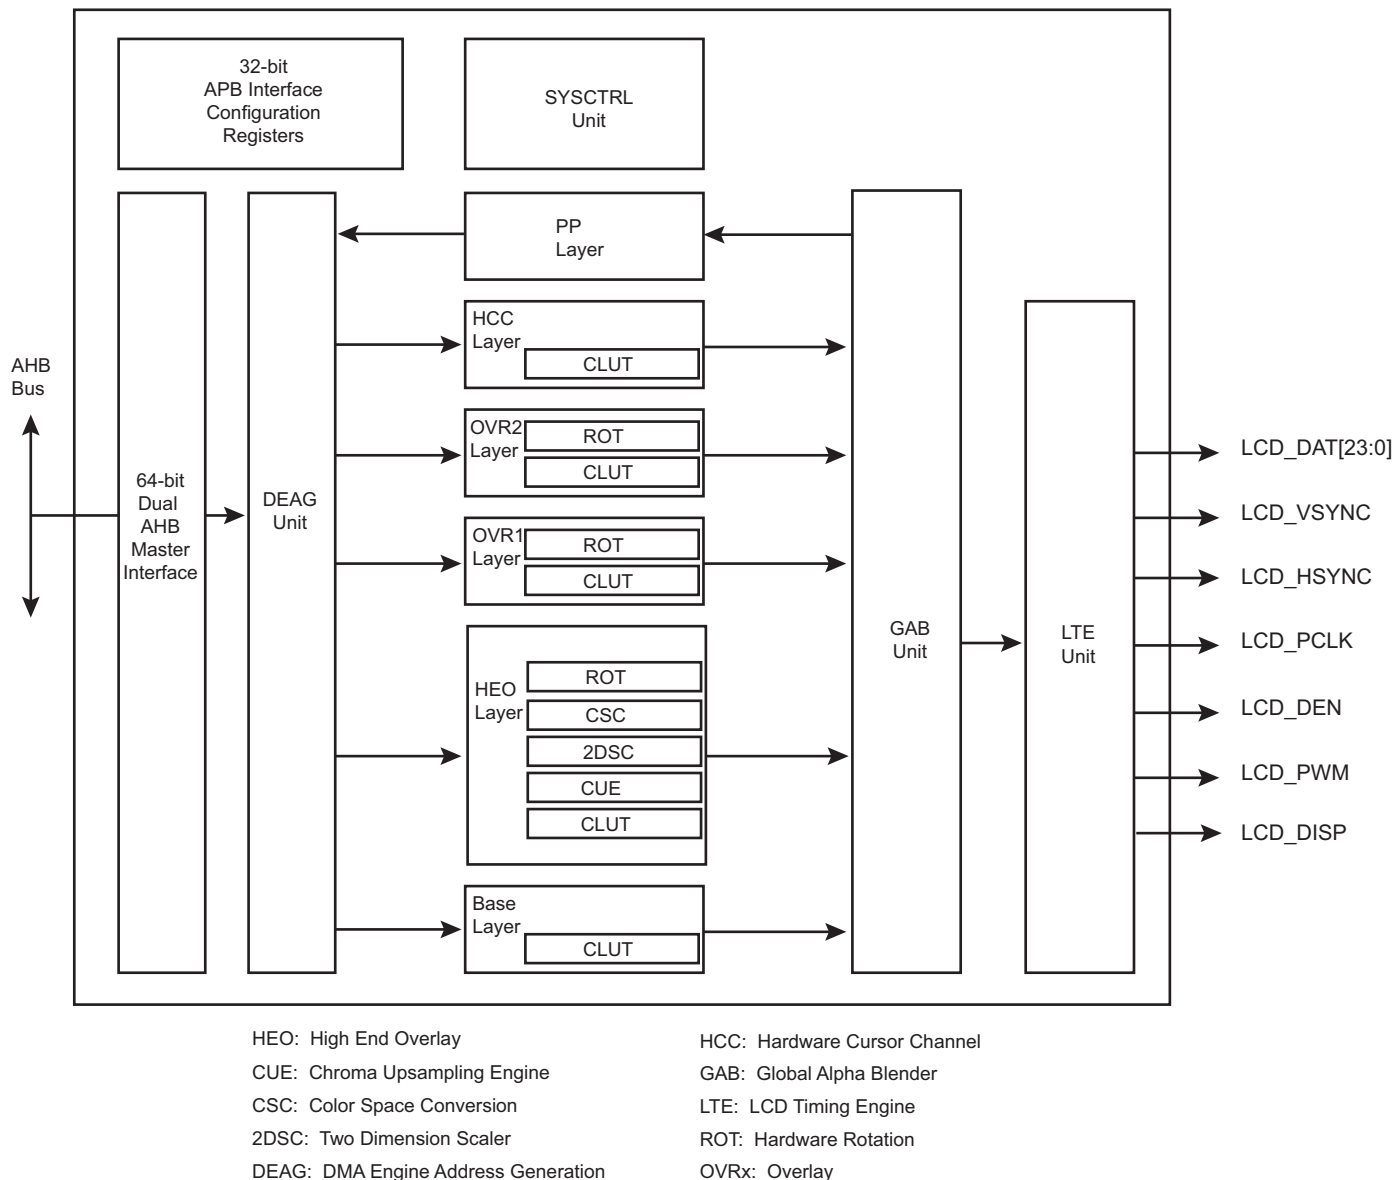 32-bit
APB Interface
Configuration
Registers
SYSCTRL
Unit
PP
Layer
HCC
Layer
CLUT
AHB
Bus
OVR2
Layer
ROT
CLUT
64-bit
Dual
AHB
Master
Interface
DEAG
Unit
OVR1
Layer
ROT
CLUT
HEO
Layer
ROT
CSC
2DSC
CUE
CLUT
Base
Layer
CLUT
GAB
Unit
LTE
Unit
LCD_DAT[23:0]
LCD_VSYNC
LCD_HSYNC
LCD_PCLK
LCD_DEN
LCD_PWM
LCD_DISP
HEO: High End Overlay
CUE: Chroma Upsampling Engine
CSC: Color Space Conversion
2DSC: Two Dimension Scaler
DEAG: DMA Engine Address Generation
HCC: Hardware Cursor Channel
GAB: Global Alpha Blender
LTE: LCD Timing Engine
ROT: Hardware Rotation
OVRx: Overlay